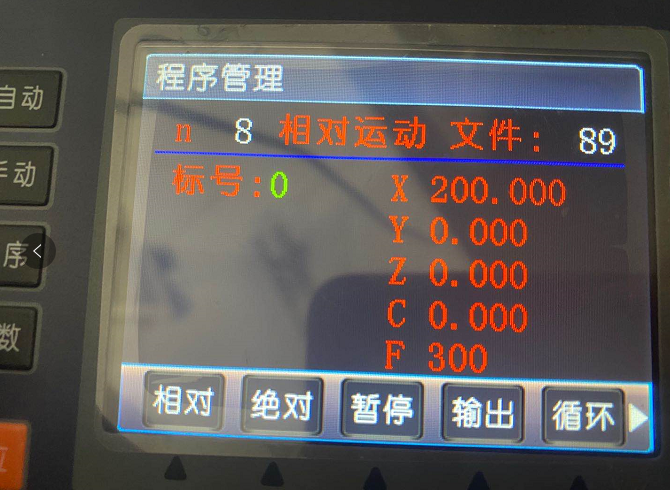 程序管理
n 8 相对运动 文件: 89
标号:0
X 200.000
Y 0.000
Z 0.000
C 0.000
F 300
相对 绝对 暂停 输出 循环
自动
手动
序
数
位